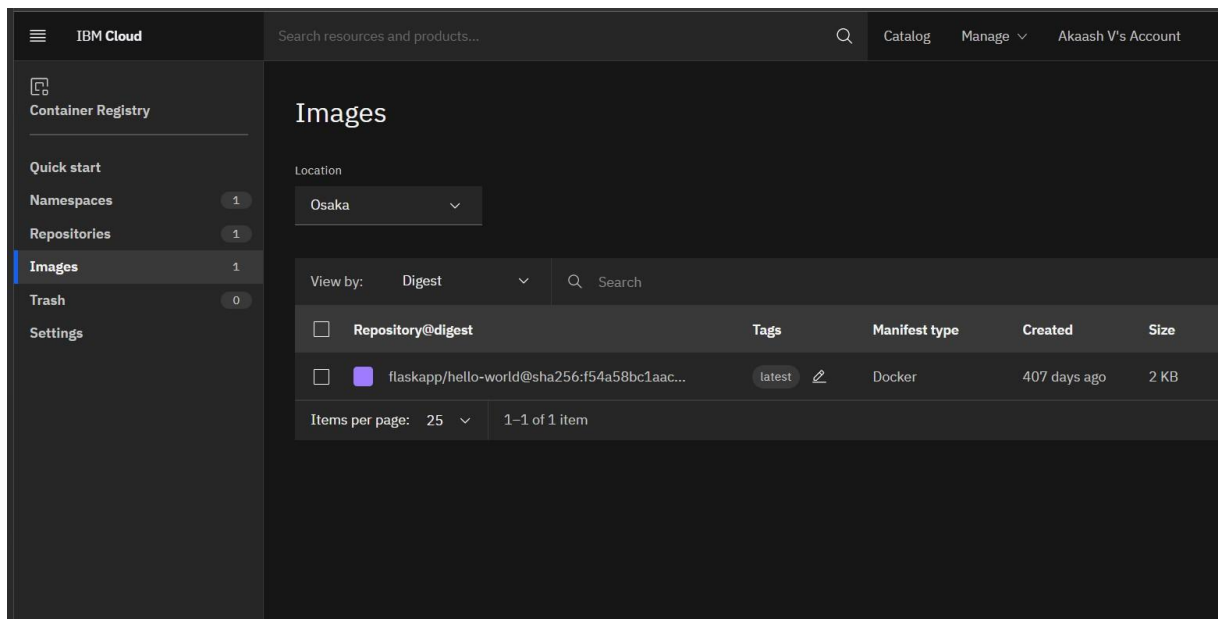 IBM Cloud
Search resources and products...
Catalog
Manage
Akaash V's Account
Container Registry
Quick start
Namespaces 1
Repositories 1
Images 1
Trash 0
Settings
Images
Location
Osaka
View by: Digest
Search
Repository@digest Tags Manifest type Created Size
flaskapp/hello-world@sha256:f54a58bc1aac... latest Docker 407 days ago 2 KB
Items per page: 25 1–1 of 1 item